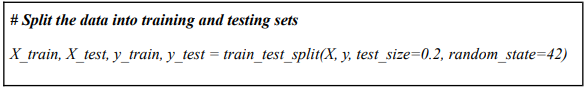 # Split the data into training and testing sets
X_train, X_test, y_train, y_test = train_test_split(X, y, test_size=0.2, random_state=42)